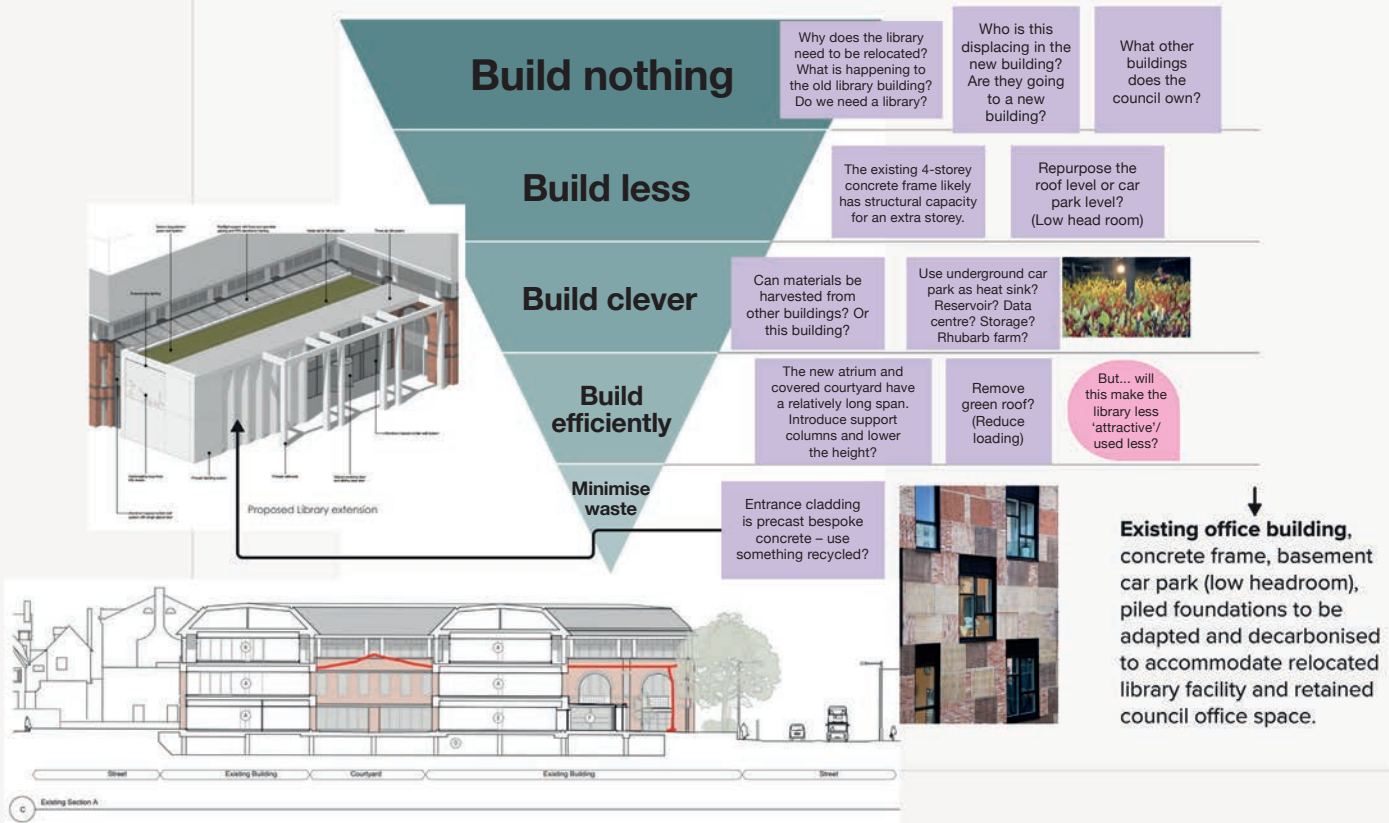 Build nothing
Why does the library
need to be relocated?
What is happening to
the old library building?
Do we need a library?
Who is this
displacing in the
new building?
Are they going
to a new
building?
What other
buildings
does the
council own?
Build less
The existing 4-storey
concrete frame likely
has structural capacity
for an extra storey.
Repurpose the
roof level or car
park level?
(Low head room)
Build clever
Can materials be
harvested from
other buildings? Or
this building?
Use underground car
park as heat sink?
Reservoir? Data
centre? Storage?
Rhubarb farm?
Build
efficiently
The new atrium and
covered courtyard have
a relatively long span.
Introduce support
columns and lower
the height?
Remove
green roof?
(Reduce
loading)
But... will
this make the
library less
‘attractive’/
used less?
Minimise
waste
Entrance cladding
is precast bespoke
concrete – use
something recycled?
Proposed Library extension
Existing office building,
concrete frame, basement
car park (low headroom),
piled foundations to be
adapted and decarbonised
to accommodate relocated
library facility and retained
council office space.
Street
Existing Building
Courtyard
Existing Building
Street
C
Existing Section A